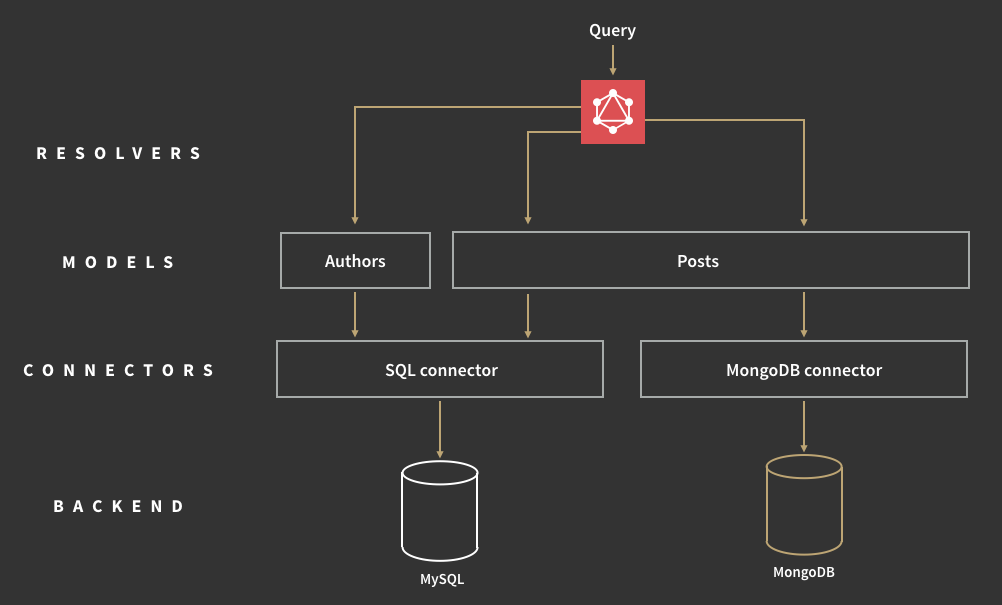 Query
RESOLVERS
MODELS
Authors
Posts
CONNECTORS
SQL connector
MongoDB connector
BACKEND
MySQL
MongoDB